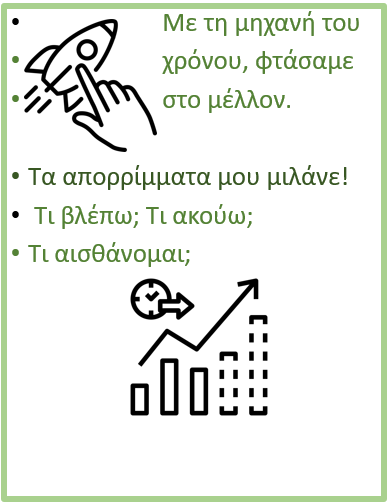 • Με τη μηχανή του
• χρόνου, φτάσαμε
• στο μέλλον.
• Τα απορρίμματα μου μιλάνε!
• Τι βλέπω; Τι ακούω;
• Τι αισθάνομαι;